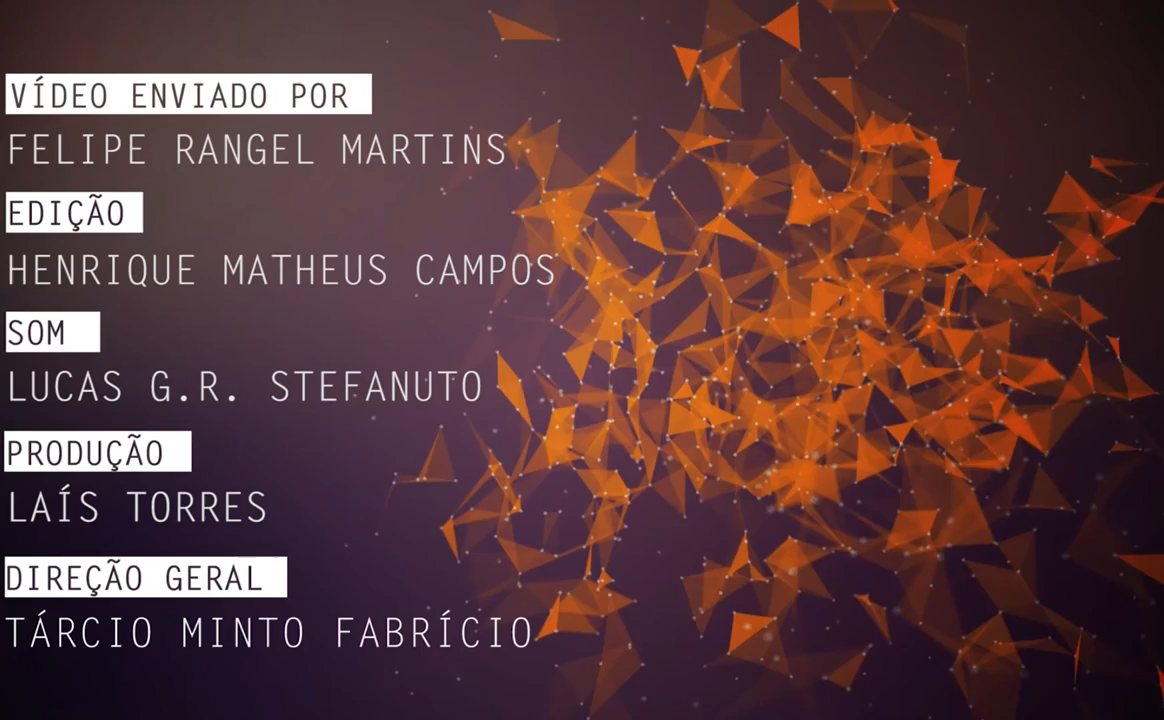 VÍDEO ENVIADO POR
FELIPE RANGEL MARTINS
EDIÇÃO
HENRIQUE MATHEUS CAMPOS
SOM
LUCAS G.R. STEFANUTO
PRODUÇÃO
LAÍS TORRES
DIREÇÃO GERAL
TÁRCIO MINTO FABRÍCIO